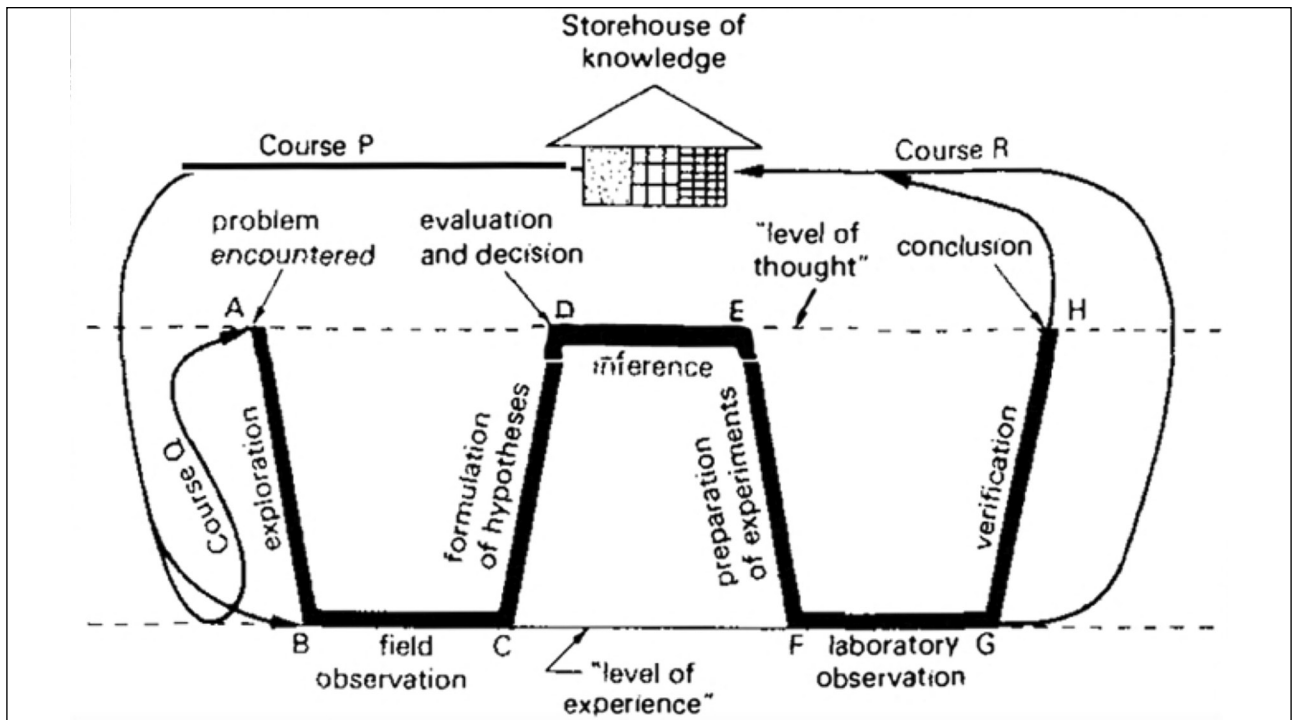 Storehouse of
knowledge
Course P
Course R
problem
encountered
evaluation
and decision
"level of
thought"
conclusion
A
D
E
H
inference
Course Q
exploration
formulation
of hypotheses
preparation
of experiments
verification
B
field
observation
C
"level of
experience"
F
laboratory
observation
G